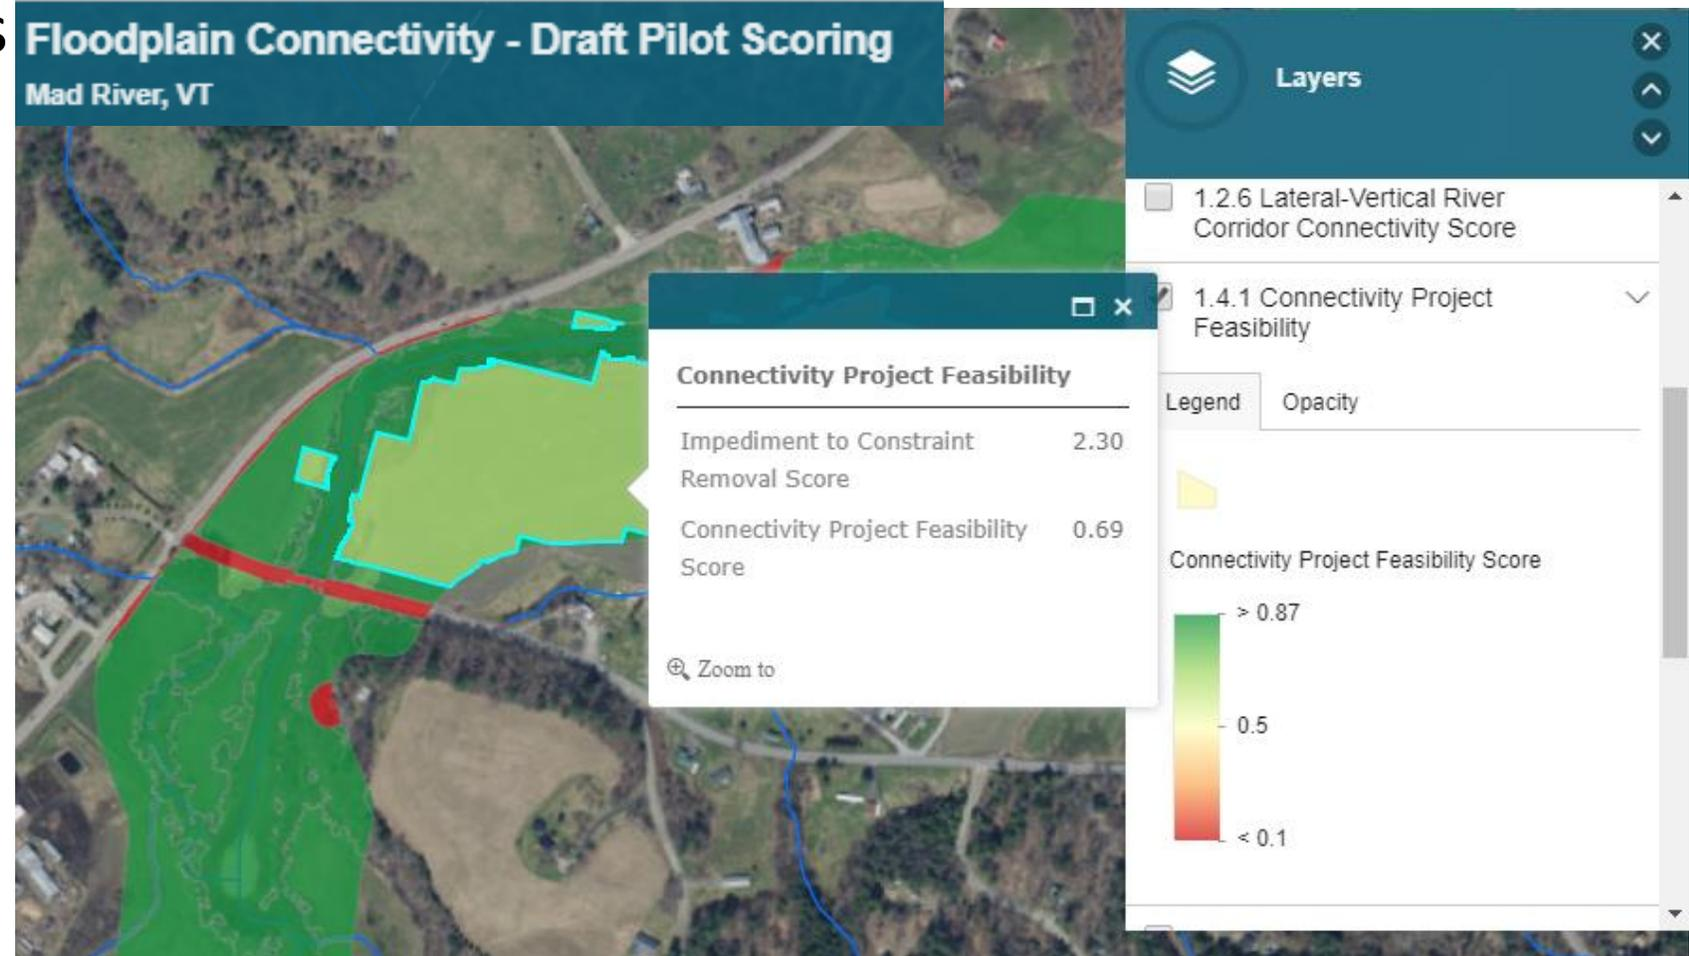 s
Floodplain Connectivity - Draft Pilot Scoring
Mad River, VT
Layers
1.2.6 Lateral-Vertical River
Corridor Connectivity Score
1.4.1 Connectivity Project
Feasibility
Legend Opacity
Connectivity Project Feasibility Score
> 0.87
0.5
< 0.1
Connectivity Project Feasibility
Impediment to Constraint 2.30
Removal Score
Connectivity Project Feasibility 0.69
Score
Zoom to